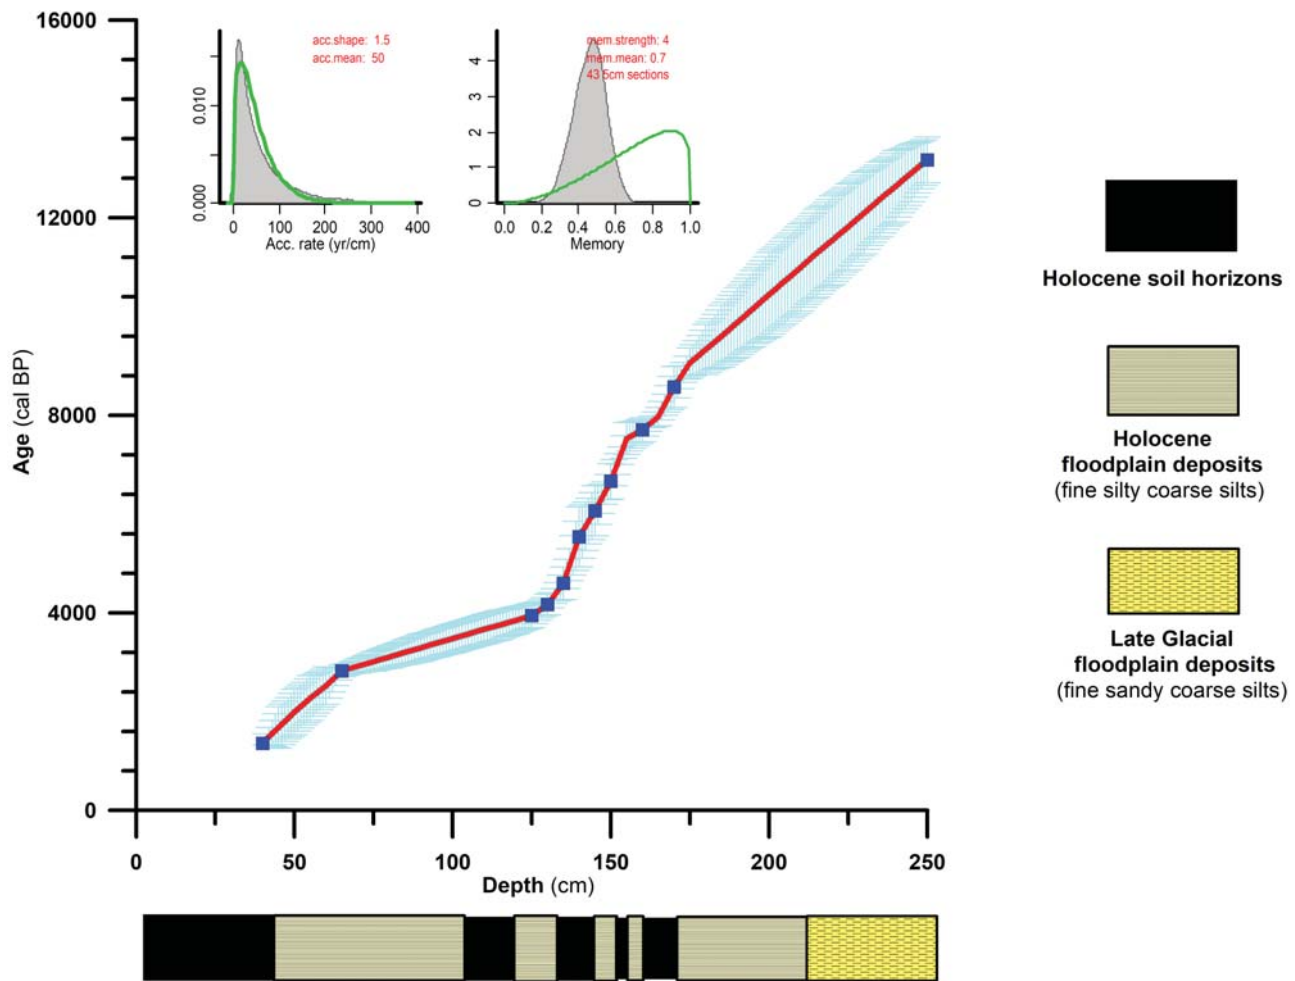 16000
12000
8000
4000
0
Age (cal BP)
acc.shape: 1.5
acc.mean: 50
0.010
0.000
0 100 200 300 400
Acc. rate (yr/cm)
mem.strength: 4
mem.mean: 0.7
43 5cm sections
4
3
2
1
0
0.0 0.2 0.4 0.6 0.8 1.0
Memory
0 50 100 150 200 250
Depth (cm)
Holocene soil horizons
Holocene
floodplain deposits
(fine silty coarse silts)
Late Glacial
floodplain deposits
(fine sandy coarse silts)